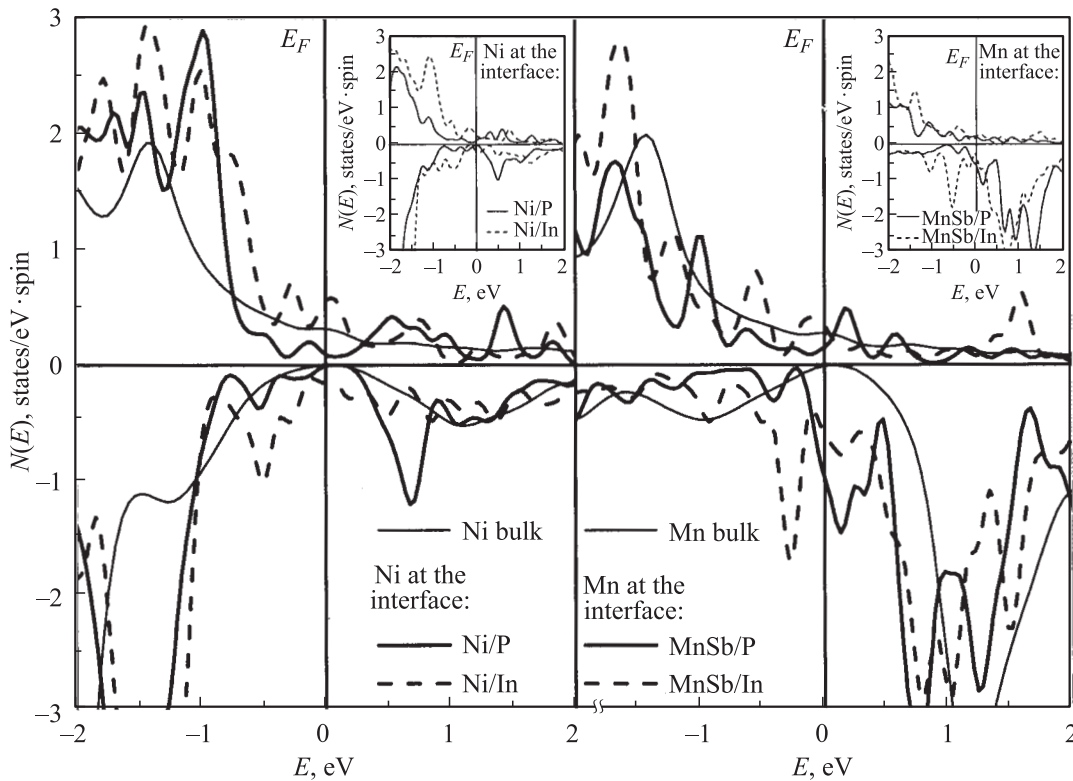 3
2
1
0
−1
−2
−3
N(E), states/eV·spin
E_F
3
2
1
0
−1
−2
−3
N(E), states/eV·spin
E_F
Ni at the
interface:
Ni/P
Ni/In
−2
−1
0
1
2
E, eV
Ni bulk
Ni at the
interface:
Ni/P
Ni/In
−2
−1
0
1
2
E, eV
E_F
3
2
1
0
−1
−2
−3
N(E), states/eV·spin
E_F
Mn at the
interface:
MnSb/P
MnSb/In
−2
−1
0
1
2
E, eV
Mn bulk
Mn at the
interface:
MnSb/P
MnSb/In
−1
0
1
2
E, eV